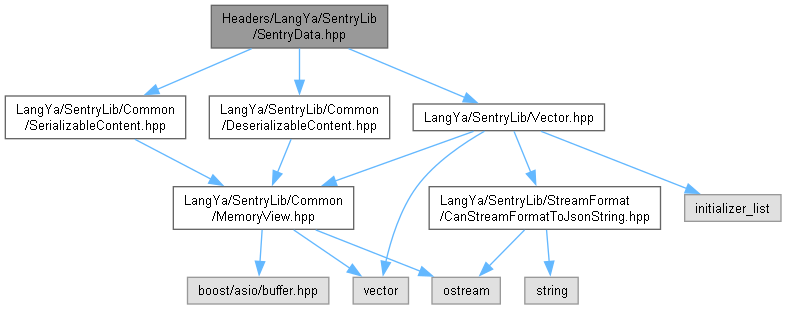 Headers/LangYa/SentryLib
/SentryData.hpp
LangYa/SentryLib/Common
/SerializableContent.hpp
LangYa/SentryLib/Common
/DeserializableContent.hpp
LangYa/SentryLib/Vector.hpp
LangYa/SentryLib/Common
/MemoryView.hpp
LangYa/SentryLib/StreamFormat
/CanStreamFormatToJsonString.hpp
initializer_list
boost/asio/buffer.hpp
vector
ostream
string